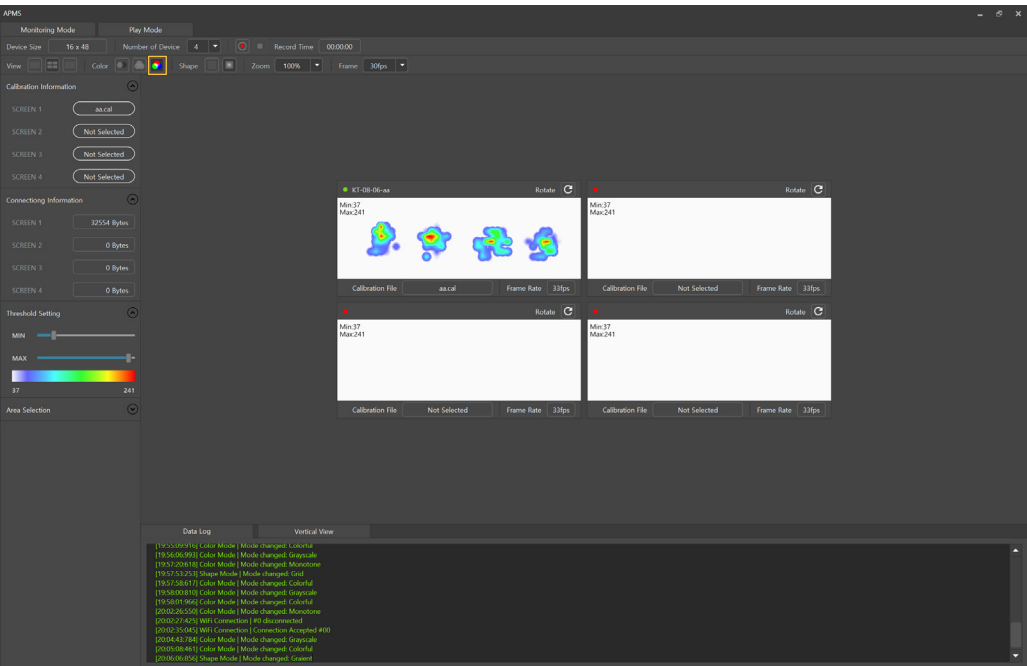 APMS
Monitoring Mode Play Mode
Device Size 16 x 48 Number of Device 4 Record Time 00:00:00
View Color Shape Zoom 100% Frame 30fps
Calibration Information
SCREEN 1 aa.cal
SCREEN 2 Not Selected
SCREEN 3 Not Selected
SCREEN 4 Not Selected
Connectiong Information
SCREEN 1 32554 Bytes
SCREEN 2 0 Bytes
SCREEN 3 0 Bytes
SCREEN 4 0 Bytes
Threshold Setting
MIN
MAX
37 241
Area Selection
KT-08-06-aa Rotate
Min:37
Max:241
Calibration File aa.cal Frame Rate 33fps
Rotate
Min:37
Max:241
Calibration File Not Selected Frame Rate 33fps
Rotate
Min:37
Max:241
Calibration File Not Selected Frame Rate 33fps
Rotate
Min:37
Max:241
Calibration File Not Selected Frame Rate 33fps
Data Log Vertical View
[19:55:09:916] Color Mode | Mode changed: Colorful
[19:56:06:993] Color Mode | Mode changed: Grayscale
[19:57:20:618] Color Mode | Mode changed: Monotone
[19:57:53:253] Shape Mode | Mode changed: Grid
[19:57:58:617] Color Mode | Mode changed: Colorful
[19:58:00:810] Color Mode | Mode changed: Grayscale
[19:58:01:966] Color Mode | Mode changed: Colorful
[20:02:26:550] Color Mode | Mode changed: Monotone
[20:02:27:425] WiFi Connection | #0 disconnected
[20:02:35:045] WiFi Connection | Connection Accepted #00
[20:04:43:784] Color Mode | Mode changed: Grayscale
[20:05:08:461] Color Mode | Mode changed: Colorful
[20:06:06:856] Shape Mode | Mode changed: Graient